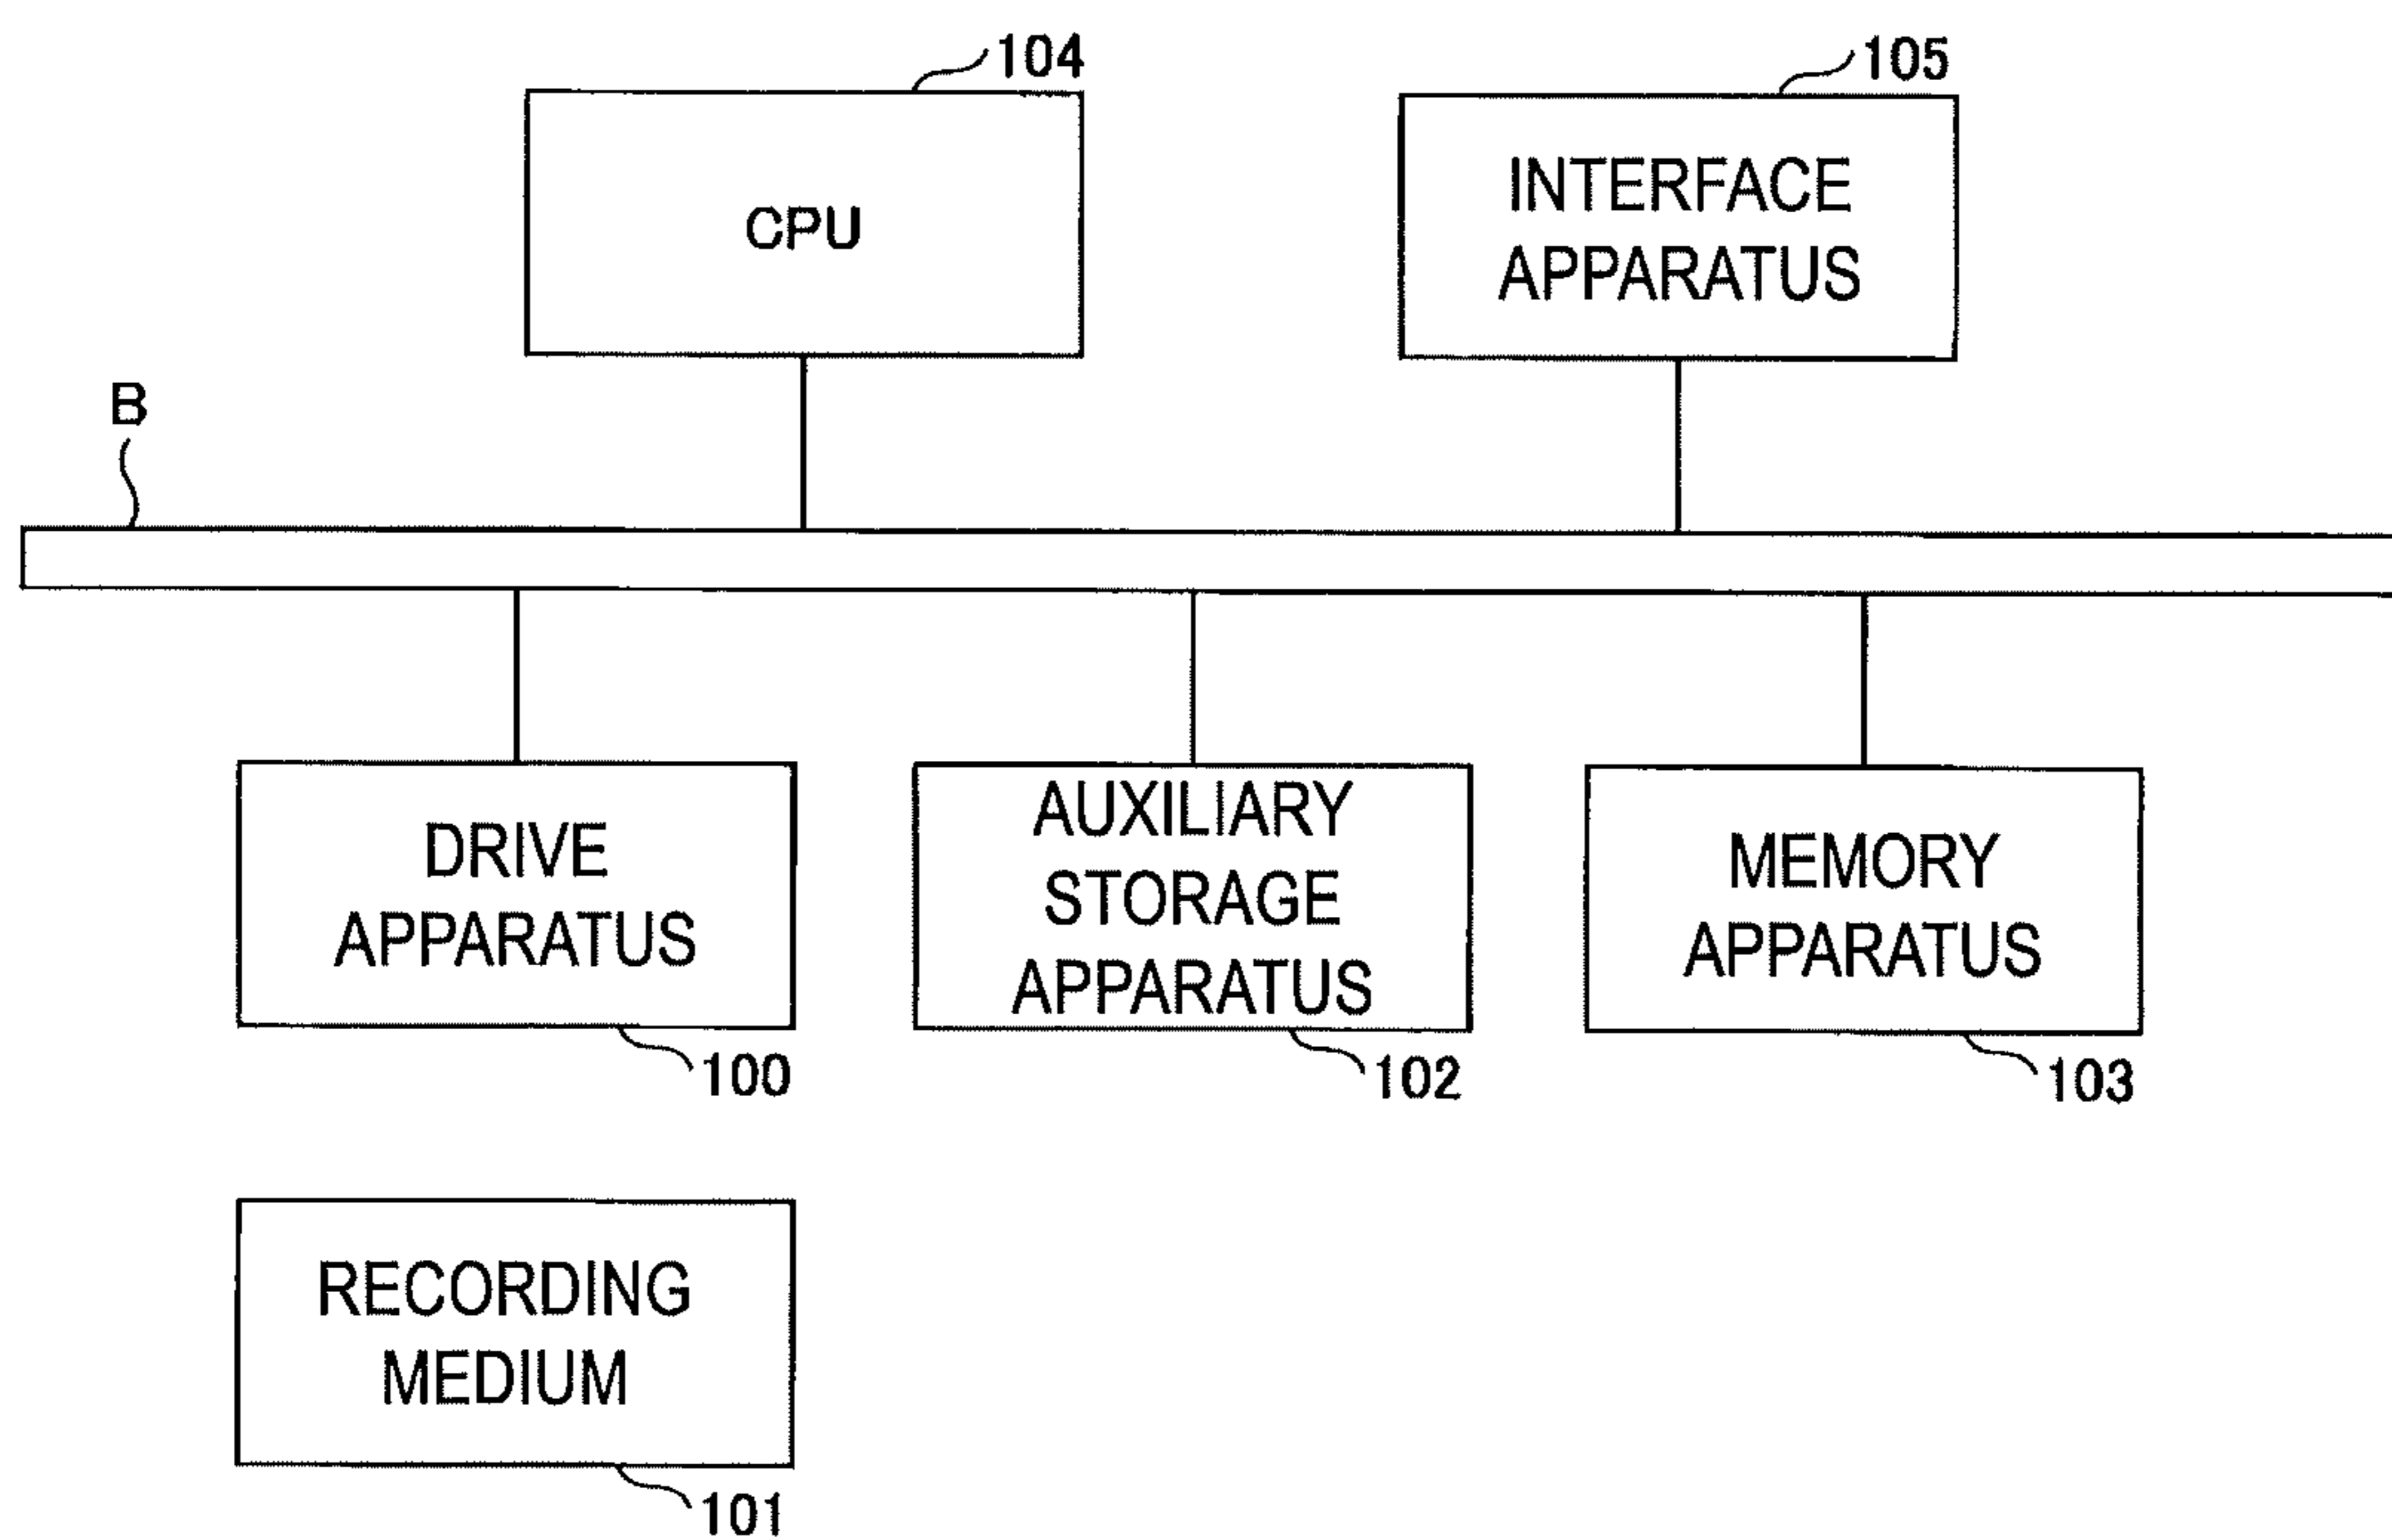 104
105
CPU
INTERFACE
APPARATUS
B
DRIVE
APPARATUS
100
AUXILIARY
STORAGE
APPARATUS
102
MEMORY
APPARATUS
103
RECORDING
MEDIUM
101